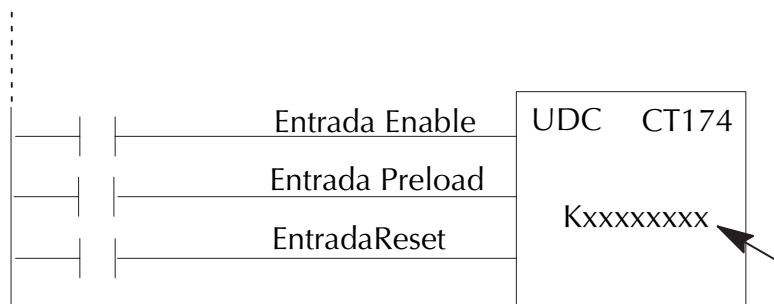 Entrada Enable
UDC CT174
Entrada Preload
Kxxxxxxxx
EntradaReset